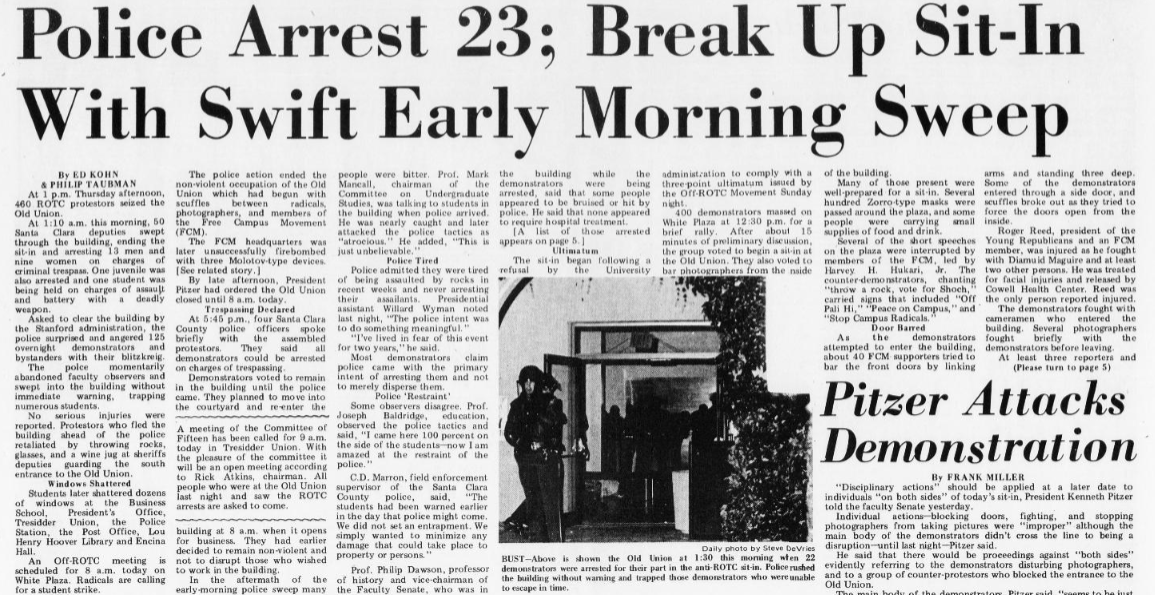 Police Arrest 23; Break Up Sit-In
With Swift Early Morning Sweep
By ED KOHN
& PHILIP TAUBMAN
At 1 p.m. Thursday afternoon,
460 ROTC protestors seized the
Old Union.
At 1:10 a.m. this morning, 50
Santa Clara deputies swept
through the building, ending the
sit-in and arresting 13 men and
nine women on charges of
criminal trespass. One juvenile was
also arrested and one student was
being held on charges of assault
and battery with a deadly
weapon.
Asked to clear the building by
the Stanford administration, the
police surprised and angered 125
overnight demonstrators and
bystanders with their blitzkreig.
The police momentarily
abandoned faculty observers and
swept into the building without
immediate warning, trapping
numerous students.
No serious injuries were
reported. Protestors who fled the
building ahead of the police
retaliated by throwing rocks,
glasses, and a wine jug at sheriffs
deputies guarding the south
entrance to the Old Union.
Windows Shattered
Students later shattered dozens
of windows at the Business
School, President's Office,
Tresidder Union, the Police
Station, the Post Office, Lou
Henry Hoover Library and Encina
Hall.
An Off-ROTC meeting is
scheduled for 8 a.m. today on
White Plaza. Radicals are calling
for a student strike.
The police action ended the
non-violent occupation of the Old
Union which had begun with
scuffles between radicals,
photographers, and members of
the Free Campus Movement
(FCM).
The FCM headquarters was
later unsuccessfully firebombed
with three Molotov-type devices.
[See related story.]
By late afternoon, President
Pitzer had ordered the Old Union
closed until 8 a.m. today.
Trespassing Declared
At 5:45 p.m., four Santa Clara
County police officers spoke
briefly with the assembled
protestors. They said all
demonstrators could be arrested
on charges of trespassing.
Demonstrators voted to remain
in the building until the police
came. They planned to move into
the courtyard and re-enter the
A meeting of the Committee of
Fifteen has been called for 9 a.m.
today in Tresidder Union. With
the pleasure of the committee it
will be an open meeting according
to Rick Atkins, chairman. All
people who were at the Old Union
last night and saw the ROTC
arrests are asked to come.
building at 8 a.m. when it opens
for business. They had earlier
decided to remain non-violent and
not to disrupt those who wished
to work in the building.
In the aftermath of the
early-morning police sweep many
people were bitter. Prof. Mark
Mancall, chairman of the
Committee on Undergraduate
Studies, was talking to students in
the building when police arrived.
He was nearly caught and later
attacked the police tactics as
"atrocious." He added, "This is
just unbelievable."
Police Tired
Police admitted they were tired
of being assaulted by rocks in
recent weeks and never arresting
their assailants. Presidential
assistant Willard Wyman noted
last night, "The police intent was
to do something meaningful."
"I've lived in fear of this event
for two years," he said.
Most demonstrators claim
police came with the primary
intent of arresting them and not
to merely disperse them.
Police 'Restraint'
Some observers disagree. Prof.
Joseph Baldridge, education,
observed the police tactics and
said, "I came here 100 percent on
the side of the students—now I am
amazed at the restraint of the
police."
C.D. Marron, field enforcement
supervisor of the Santa Clara
County police, said, "The
students had been warned earlier
in the day that police might come.
We did not set an entrapment. We
simply wanted to minimize any
damage that could take place to
property or persons."
Prof. Philip Dawson, professor
of history and vice-chairman of
the Faculty Senate, who was in
the building while the
demonstrators were being
arrested, said that some people
appeared to be bruised or hit by
police. He said that none appeared
to require hospital treatment.
[A list of those arrested
appears on page 5.]
Ultimatum
The sit-in began following a
refusal by the University
administration to comply with a
three-point ultimatum issued by
the Off-ROTC Movement Sunday
night.
400 demonstrators massed on
White Plaza at 12:30 p.m. for a
brief rally. After about 15
minutes of preliminary discussion,
the group voted to begin a sit-in at
the Old Union. They also voted to
bar photographers from the inside
Daily photo by Steve DeVries
BUST—Above is shown the Old Union at 1:30 this morning when 22
demonstrators were arrested for their part in the anti-ROTC sit-in. Police rushed
the building without warning and trapped those demonstrators who were unable
to escape in time.
of the building.
Many of those present were
well-prepared for a sit-in. Several
hundred Zorro-type masks were
passed around the plaza, and some
people were carrying small
supplies of food and drink.
Several of the short speeches
on the plaza were interrupted by
members of the FCM, led by
Harvey H. Hukari, Jr. The
counter-demonstrators, chanting
"throw a rock, vote for Shoch,"
carried signs that included "Off
Pali Hi," "Peace on Campus," and
"Stop Campus Radicals."
Door Barred
As the demonstrators
attempted to enter the building,
about 40 FCM supporters tried to
bar the front doors by linking
arms and standing three deep.
Some of the demonstrators
entered through a side door, and
scuffles broke out as they tried to
force the doors open from the
inside.
Roger Reed, president of the
Young Republicans and an FCM
member, was injured as he fought
with Diarnuid Maguire and at least
two other persons. He was treated
for facial injuries and released by
Cowell Health Center. Reed was
the only person reported injured.
The demonstrators fought with
cameramen who entered the
building. Several photographers
fought briefly with the
demonstrators before leaving.
At least three reporters and
(Please turn to page 5)
Pitzer Attacks
Demonstration
By FRANK MILLER
"Disciplinary actions" should be applied at a later date to
individuals "on both sides" of today's sit-in, President Kenneth Pitzer
told the faculty Senate yesterday.
Individual actions—blocking doors, fighting, and stopping
photographers from taking pictures were "improper" although the
main body of the demonstrators didn't cross the line to being a
disruption—until last night—Pitzer said.
He said that there would be proceedings against "both sides"
evidently referring to the demonstrators disturbing photographers,
and to a group of counter-protestors who blocked the entrance to the
Old Union.
The main body of the demonstrators, Pitzer said, "seems to be just